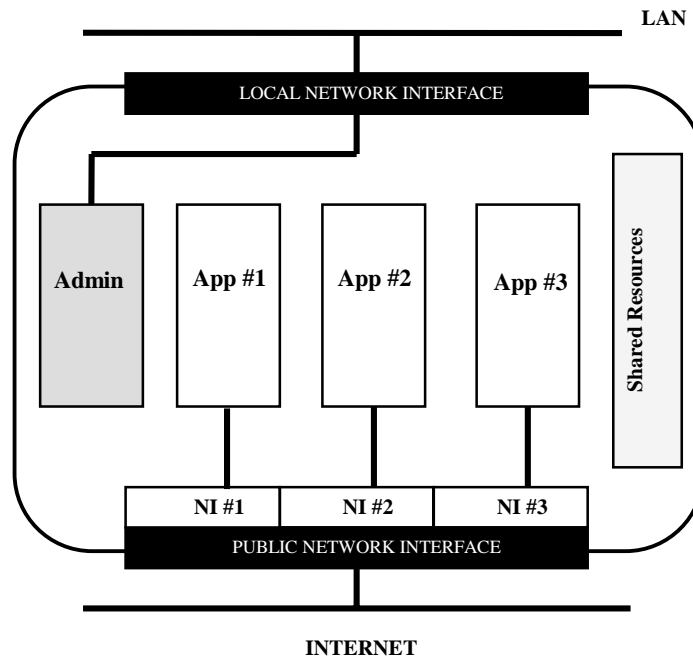 LAN
LOCAL NETWORK INTERFACE
Admin
App #1
App #2
App #3
Shared Resources
NI #1
NI #2
NI #3
PUBLIC NETWORK INTERFACE
INTERNET